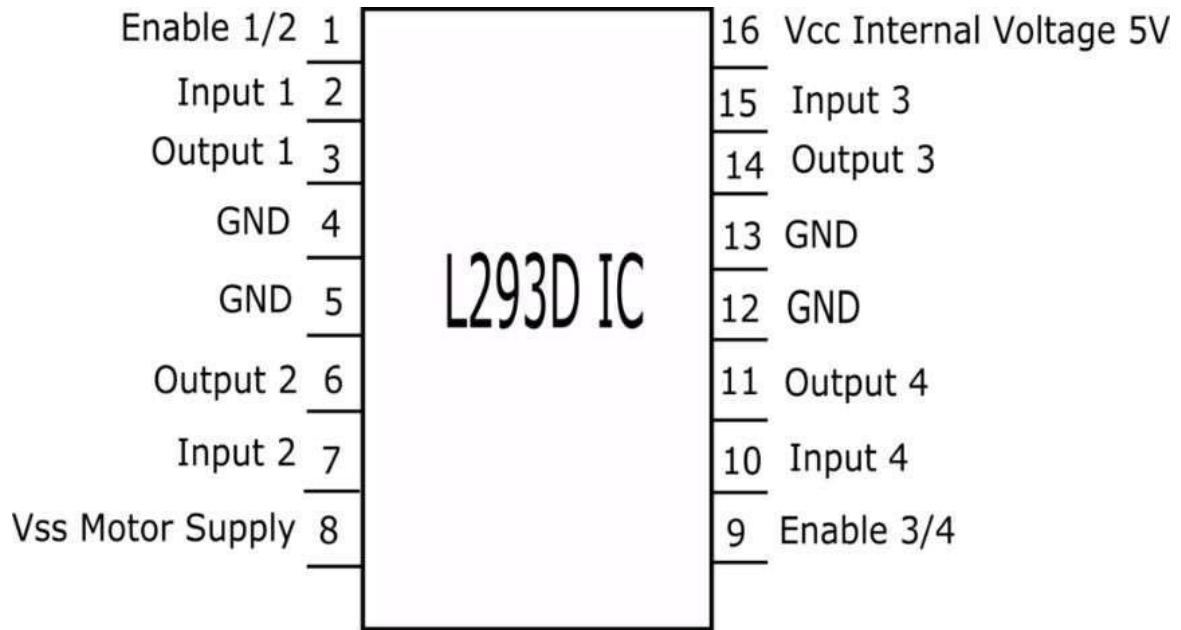 Enable 1/2 1
Input 1 2
Output 1 3
GND 4
GND 5
Output 2 6
Input 2 7
Vss Motor Supply 8
L293D IC
16 Vcc Internal Voltage 5V
15 Input 3
14 Output 3
13 GND
12 GND
11 Output 4
10 Input 4
9 Enable 3/4